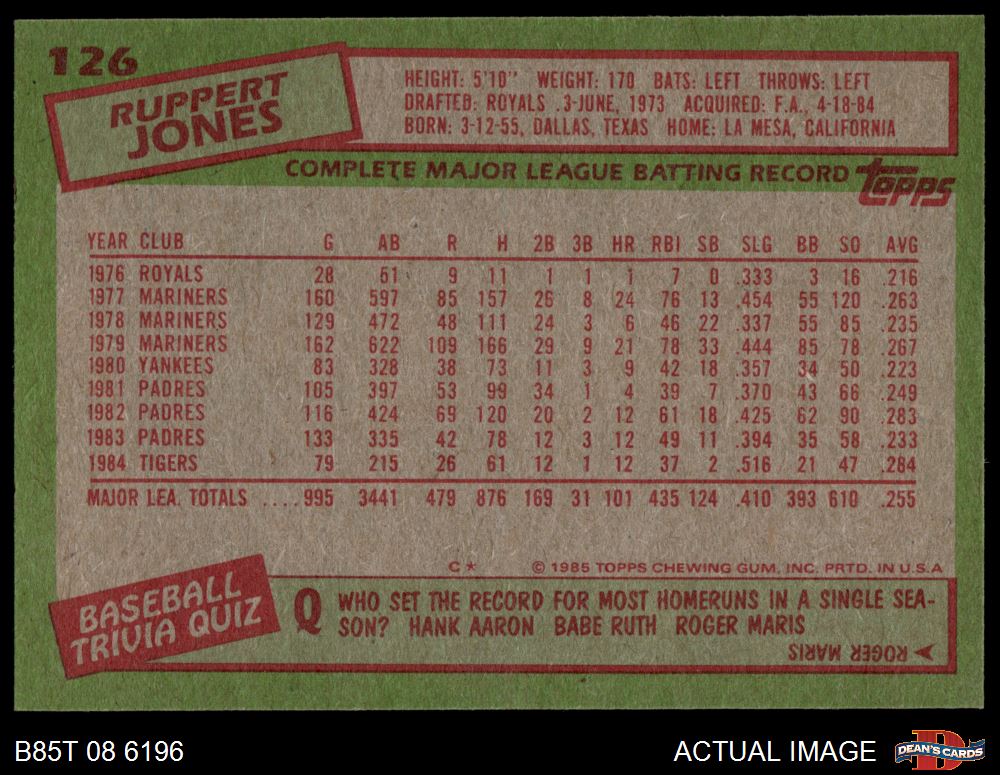 126
RUPPERT
JONES
HEIGHT: 5'10" WEIGHT: 170 BATS: LEFT THROWS: LEFT
DRAFTED: ROYALS .3-JUNE, 1973 ACQUIRED: F.A., 4-18-84
BORN: 3-12-55, DALLAS, TEXAS HOME: LA MESA, CALIFORNIA
COMPLETE MAJOR LEAGUE BATTING RECORD topps
YEAR CLUB G AB R H 2B 3B HR RBI SB SLG BB SO AVG
1976 ROYALS 28 51 9 11 1 1 1 7 0 .333 3 16 .216
1977 MARINERS 160 597 85 157 26 8 24 76 13 .454 55 120 .263
1978 MARINERS 129 472 48 111 24 3 6 46 22 .337 55 85 .235
1979 MARINERS 162 622 109 166 29 9 21 78 33 .444 85 78 .267
1980 YANKEES 83 328 38 73 11 3 9 42 18 .357 34 50 .223
1981 PADRES 105 397 53 99 34 1 4 39 7 .370 43 66 .249
1982 PADRES 116 424 69 120 20 2 12 61 18 .425 62 90 .283
1983 PADRES 133 335 42 78 12 3 12 49 11 .394 35 58 .233
1984 TIGERS 79 215 26 61 12 1 12 37 2 .516 21 47 .284
MAJOR LEA. TOTALS ....995 3441 479 876 169 31 101 435 124 .410 393 610 .255
C* © 1985 TOPPS CHEWING GUM, INC. PRTD. IN U.S.A
BASEBALL
TRIVIA QUIZ
Q WHO SET THE RECORD FOR MOST HOMERUNS IN A SINGLE SEA-
SON? HANK AARON BABE RUTH ROGER MARIS
ROGER MARIS
B85T 08 6196 ACTUAL IMAGE DEAN'S CARDS